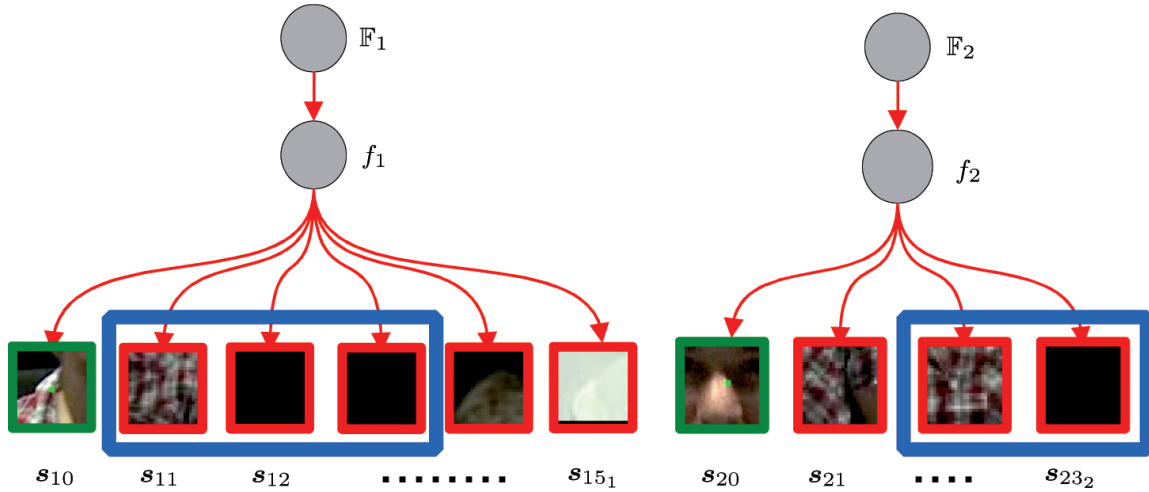 𝔽₁ 𝔽₂
f₁ f₂
s₁₀ s₁₁ s₁₂ ........ s₁₅₁ s₂₀ s₂₁ .... s₂₃₂